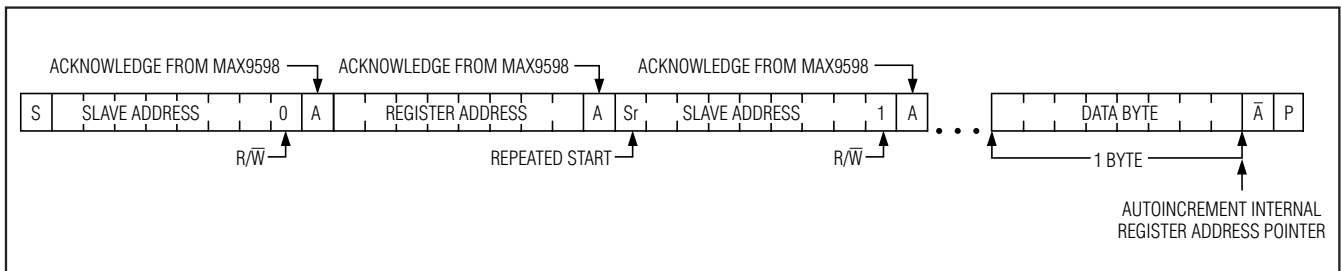 ACKNOWLEDGE FROM MAX9598 ACKNOWLEDGE FROM MAX9598 ACKNOWLEDGE FROM MAX9598
S SLAVE ADDRESS 0 A REGISTER ADDRESS A Sr SLAVE ADDRESS 1 A ... DATA BYTE A̅ P
R/W̅ REPEATED START R/W̅ 1 BYTE
AUTOINCREMENT INTERNAL
REGISTER ADDRESS POINTER